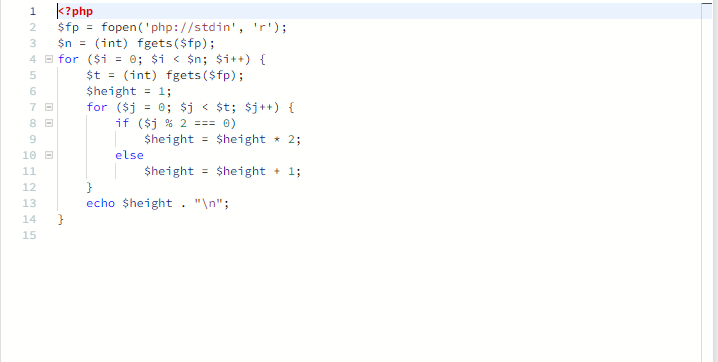 1 <?php
2 $fp = fopen('php://stdin', 'r');
3 $n = (int) fgets($fp);
4 for ($i = 0; $i < $n; $i++) {
5     $t = (int) fgets($fp);
6     $height = 1;
7     for ($j = 0; $j < $t; $j++) {
8         if ($j % 2 === 0)
9             $height = $height * 2;
10         else
11             $height = $height + 1;
12     }
13     echo $height . "\n";
14 }
15